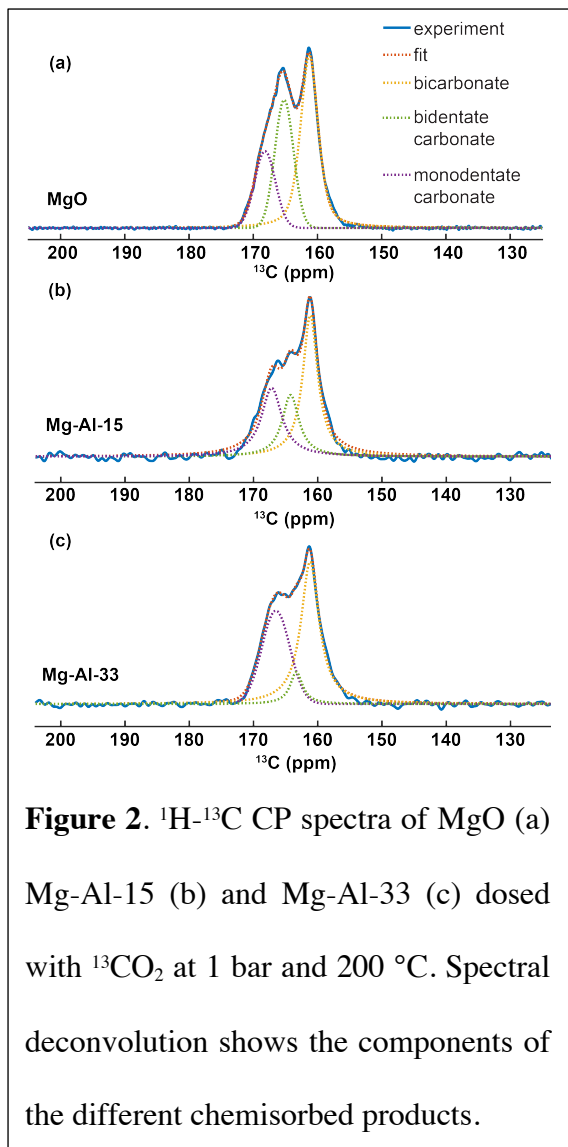 (a)
experiment
fit
bicarbonate
bidentate
carbonate
monodentate
carbonate
MgO
200 190 180 170 160 150 140 130
¹³C (ppm)
(b)
Mg-Al-15
200 190 180 170 160 150 140 130
¹³C (ppm)
(c)
Mg-Al-33
200 190 180 170 160 150 140 130
¹³C (ppm)
Figure 2. ¹H-¹³C CP spectra of MgO (a)
Mg-Al-15 (b) and Mg-Al-33 (c) dosed
with ¹³CO₂ at 1 bar and 200 °C. Spectral
deconvolution shows the components of
the different chemisorbed products.